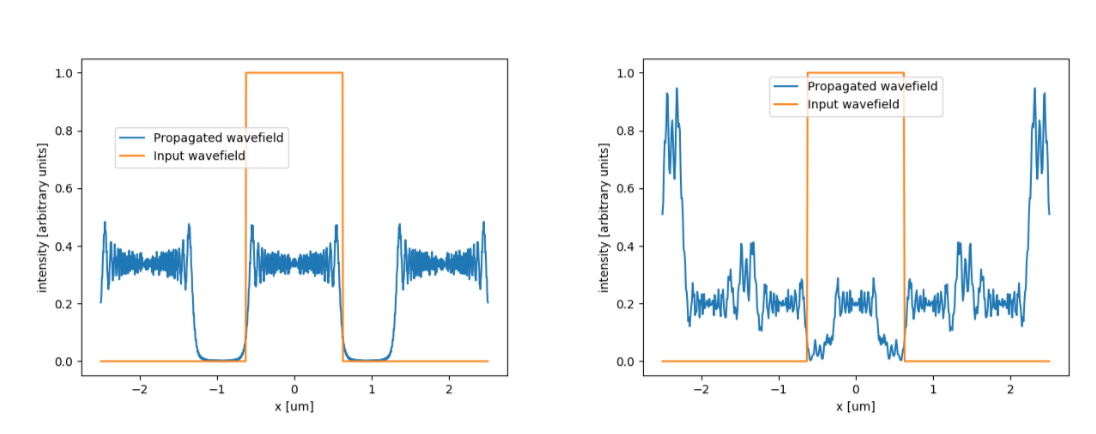 1.0
0.8
0.6
0.4
0.2
0.0
intensity [arbitrary units]
Propagated wavefield
Input wavefield
−2
−1
0
1
2
x [um]
1.0
0.8
0.6
0.4
0.2
0.0
intensity [arbitrary units]
Propagated wavefield
Input wavefield
−2
−1
0
1
2
x [um]